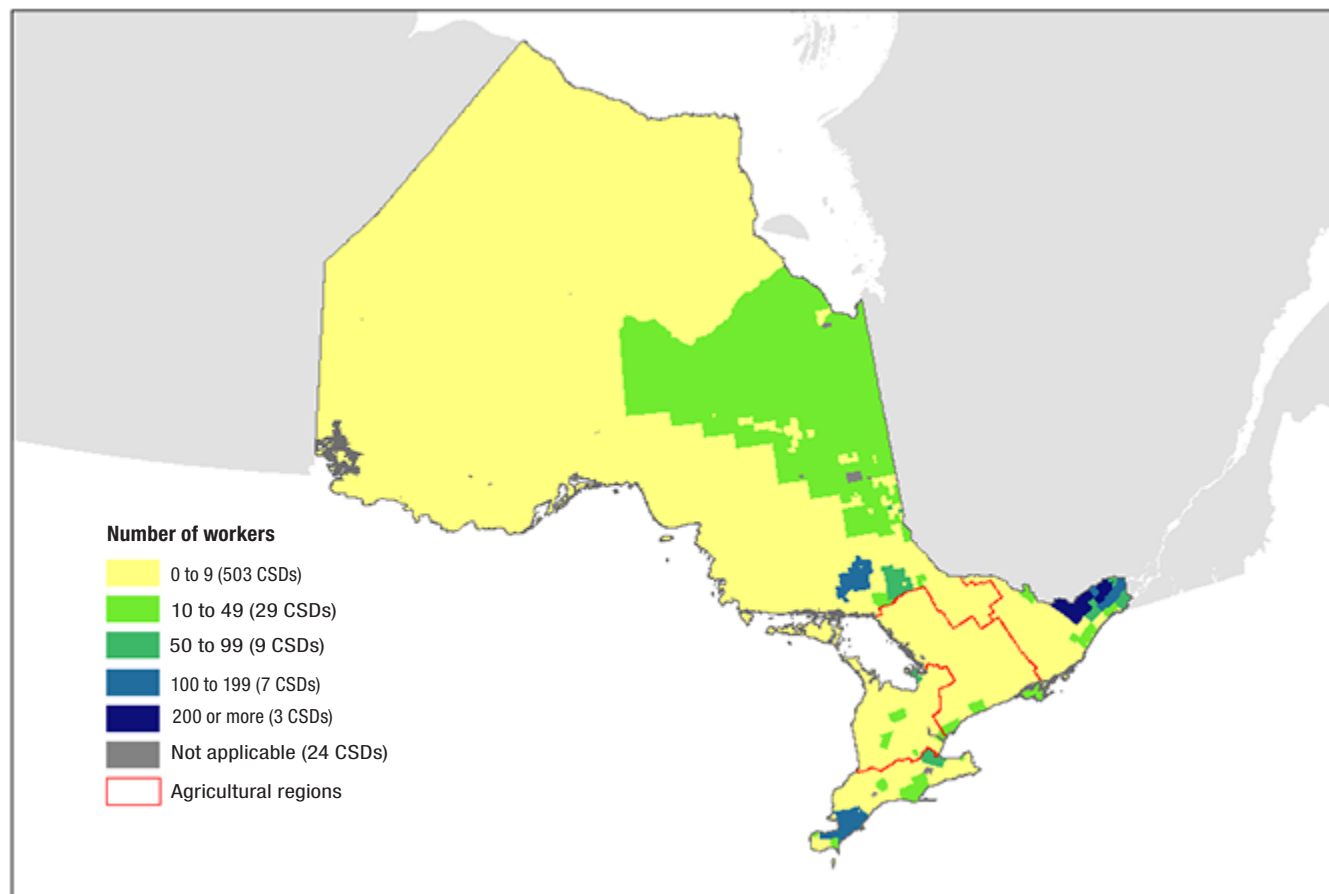 Number of workers
0 to 9 (503 CSDs)
10 to 49 (29 CSDs)
50 to 99 (9 CSDs)
100 to 199 (7 CSDs)
200 or more (3 CSDs)
Not applicable (24 CSDs)
Agricultural regions